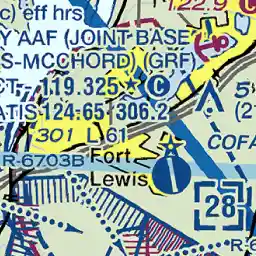 c) eff hrs
122.9 C
Y AAF (JOINT BASE
S-MCCHORD) (GRF)
CT 119.325 C
ATIS 124.65 306.2
301 L 61
5
(2
COFA
R-6703B
Fort
Lewis
28
R-6